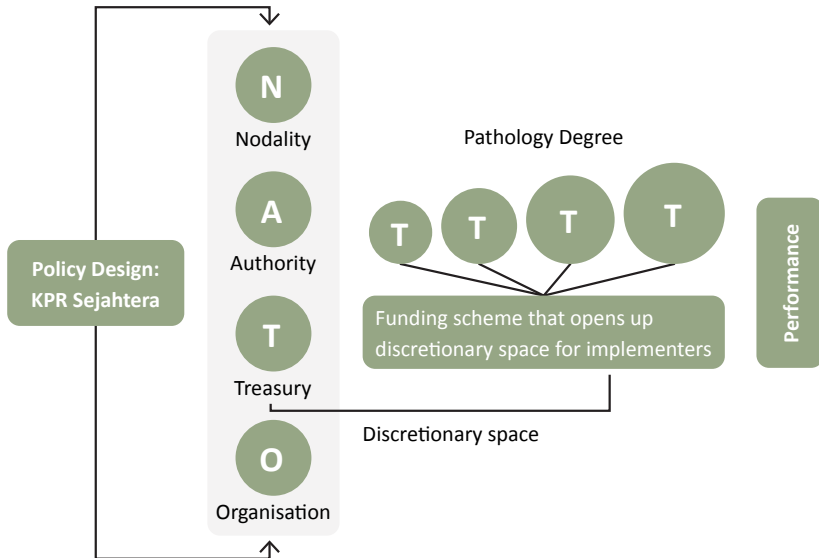 N
Nodality
A
Authority
T
Treasury
O
Organisation
Policy Design:
KPR Sejahtera
Pathology Degree
T
T
T
T
Funding scheme that opens up
discretionary space for implementers
Discretionary space
Performance